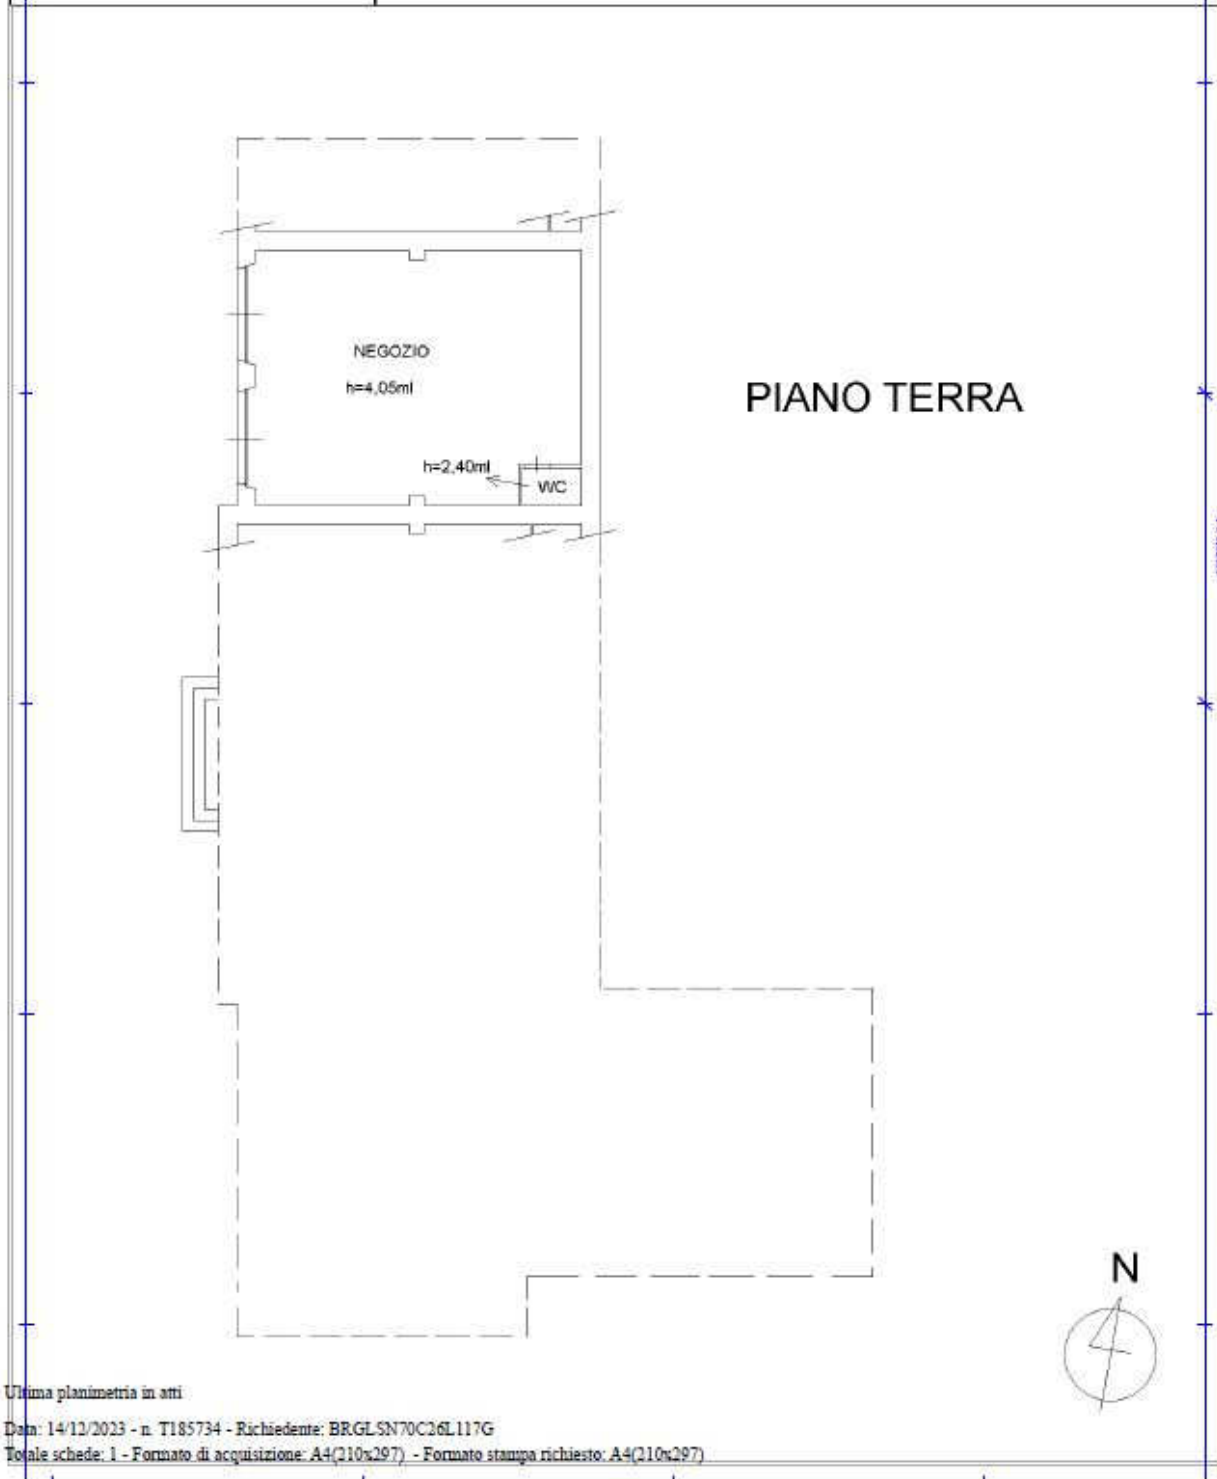 NEGOZIO
h=4,05ml
PIANO TERRA
h=2,40ml
WC
N
Ultima planimetria in atti
Data: 14/12/2023 - n. T185734 - Richiedente: BRGLSN70C26L117G
Totale schede: 1 - Formato di acquisizione: A4(210x297) - Formato stampa richiesto: A4(210x297)